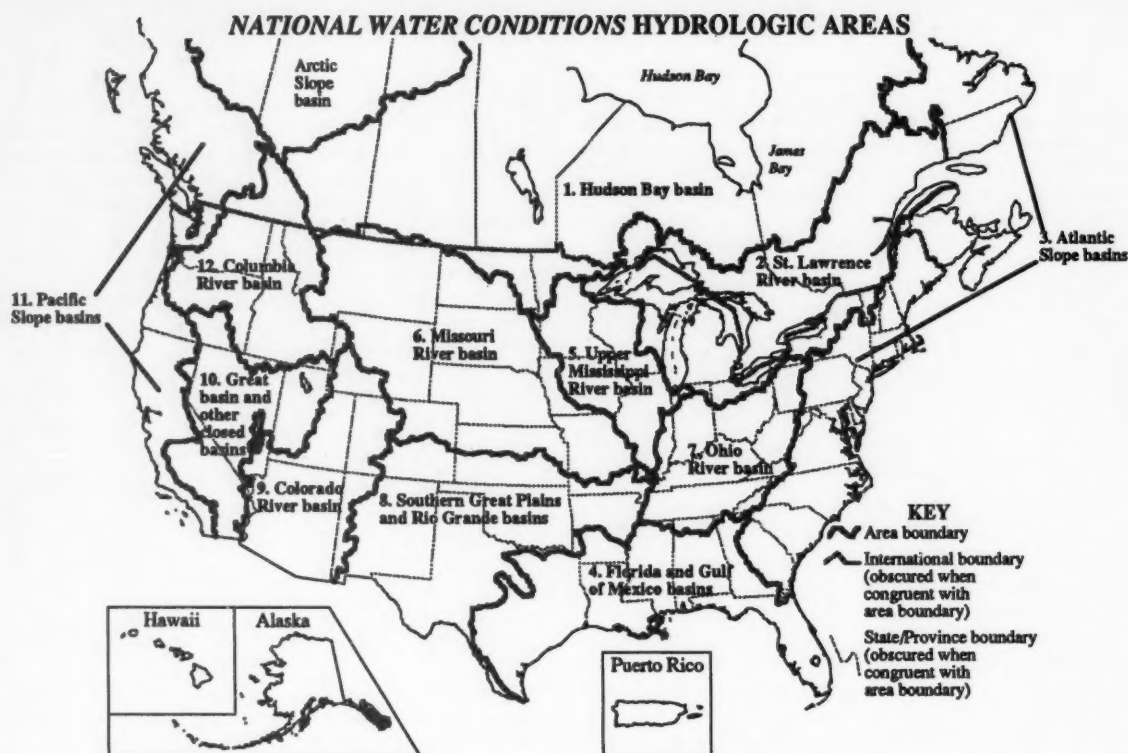 NATIONAL WATER CONDITIONS HYDROLOGIC AREAS
Arctic
Slope
basin
Hudson Bay
James
Bay
1. Hudson Bay basin
2. St. Lawrence
River basin
3. Atlantic
Slope basins
12. Columbia
River basin
11. Pacific
Slope basins
6. Missouri
River basin
5. Upper
Mississippi
River basin
10. Great
basin and
other
closed
basins
7. Ohio
River basin
9. Colorado
River basin
8. Southern Great Plains
and Rio Grande basins
4. Florida and Gulf
of Mexico basins
KEY
Area boundary
International boundary
(obscured when
congruent with
area boundary)
State/Province boundary
(obscured when
congruent with
area boundary)
Hawaii
Alaska
Puerto Rico